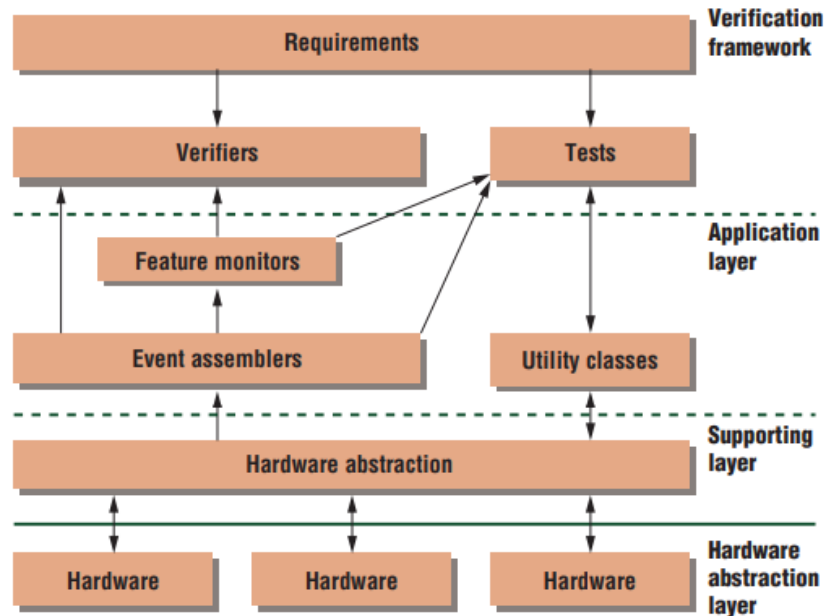 Requirements
Verification
framework
Verifiers
Tests
Feature monitors
Application
layer
Event assemblers
Utility classes
Hardware abstraction
Supporting
layer
Hardware
Hardware
Hardware
Hardware
abstraction
layer